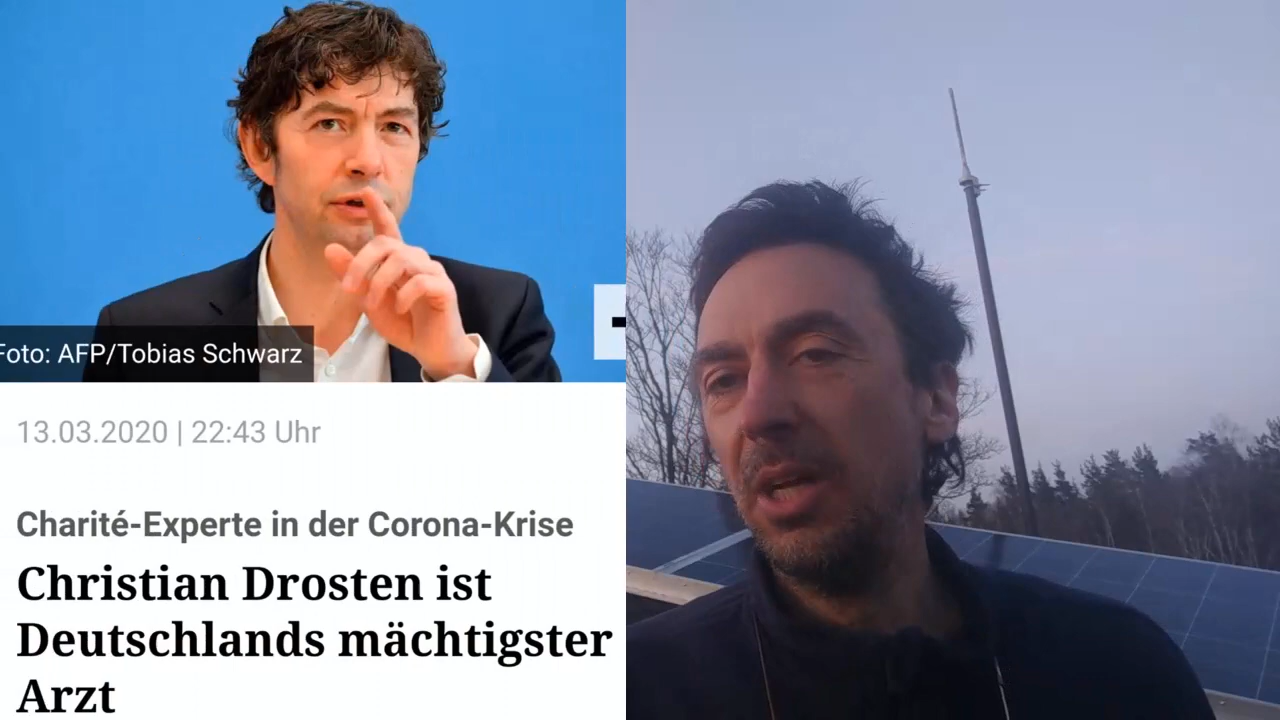 Foto: AFP/Tobias Schwarz
13.03.2020 | 22:43 Uhr
Charité-Experte in der Corona-Krise
Christian Drosten ist
Deutschlands mächtigster
Arzt